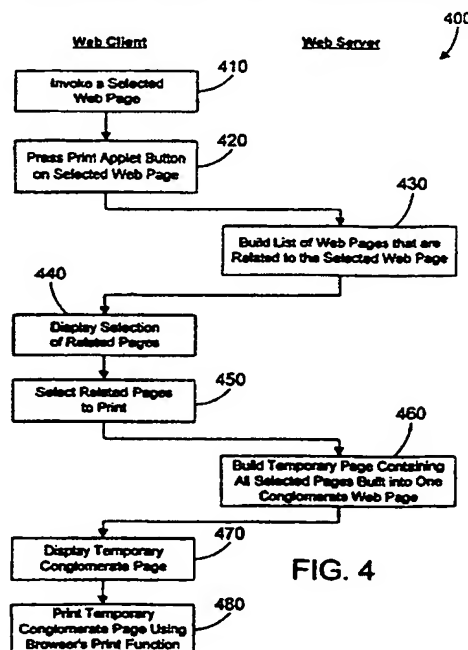 400
Web Client
Web Server
410
Invoke a Selected
Web Page
420
Press Print Applet Button
on Selected Web Page
430
Build List of Web Pages that are
Related to the Selected Web Page
440
Display Selection
of Related Pages
450
Select Related Pages
to Print
460
Build Temporary Page Containing
All Selected Pages Built into One
Conglomerate Web Page
470
Display Temporary
Conglomerate Page
FIG. 4
480
Print Temporary
Conglomerate Page Using
Browser's Print Function